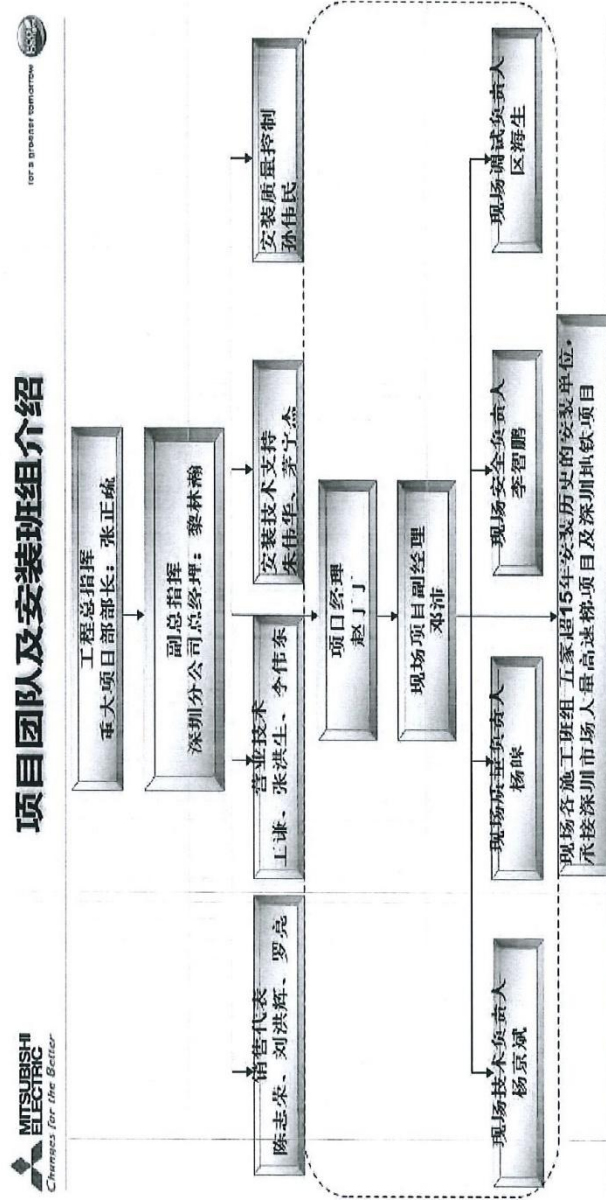 MITSUBISHI
ELECTRIC
Changes for the Better
for a greener tomorrow
项目团队及安装班组介绍
工程总指挥
重大项目部部长：张正疏
副总指挥
深圳分公司总经理：黎林瀚
销售代表
陈志荣、刘洪辉、罗亮
营业技术
王谦、张洪生、李伟东
安装技术支持
朱伟华、茅宁杰
安装质量控制
孙伟民
项目经理
赵丁丁
现场项目副经理
邓沛
现场技术负责人
杨京斌
现场质量负责人
杨皞
现场安全负责人
李智鹏
现场调试负责人
区海生
现场各施工班组 五家超15年安装历史的安装单位，
承接深圳市场大量高速梯项目及深圳地铁项目